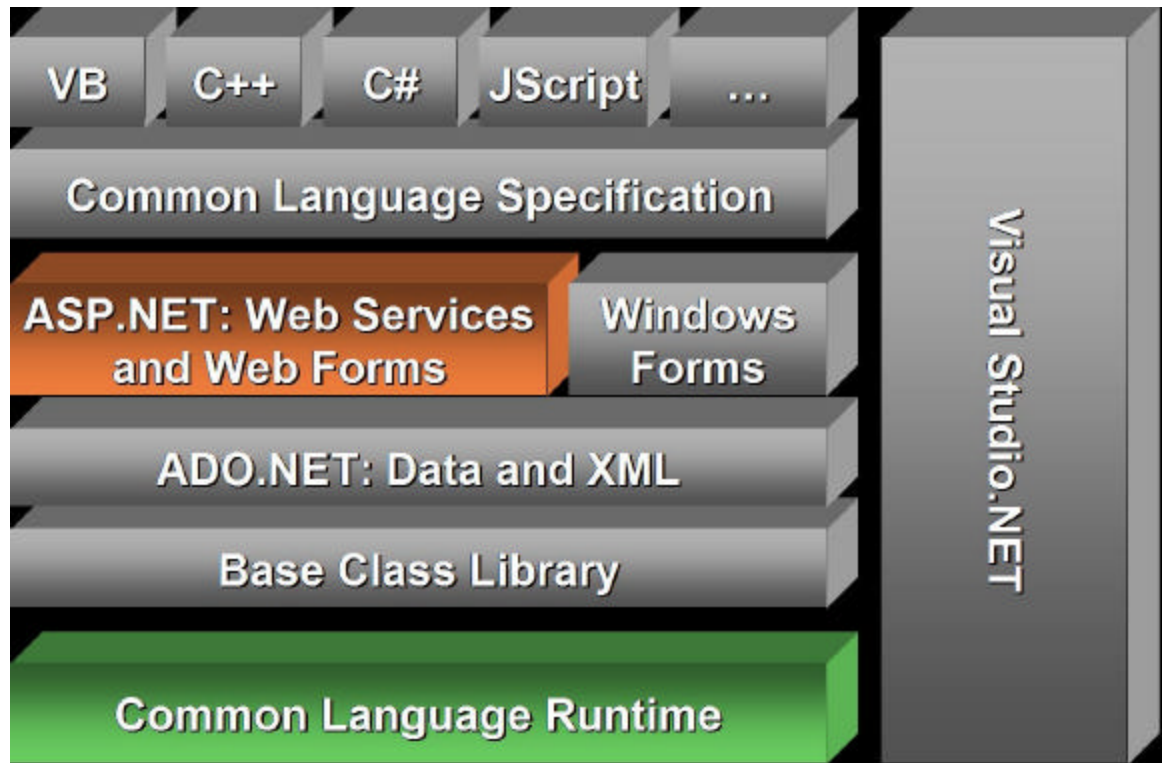 VB
C++
C#
JScript
...
Common Language Specification
ASP.NET: Web Services
and Web Forms
Windows
Forms
ADO.NET: Data and XML
Base Class Library
Common Language Runtime
Visual Studio.NET